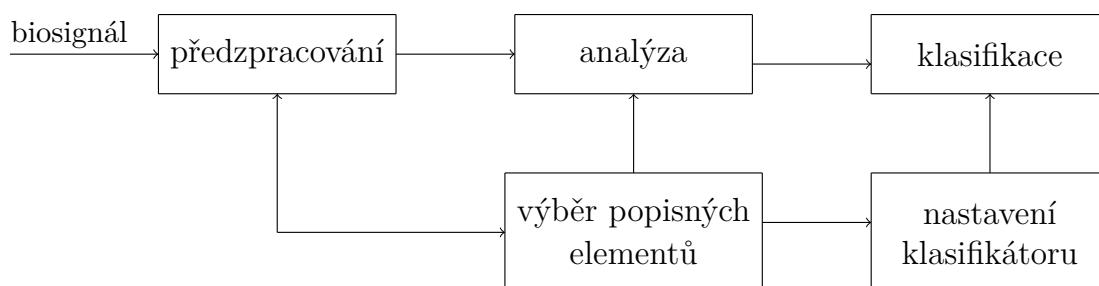 biosignál
předzpracování
analýza
klasifikace
výběr popisných
elementů
nastavení
klasifikátoru